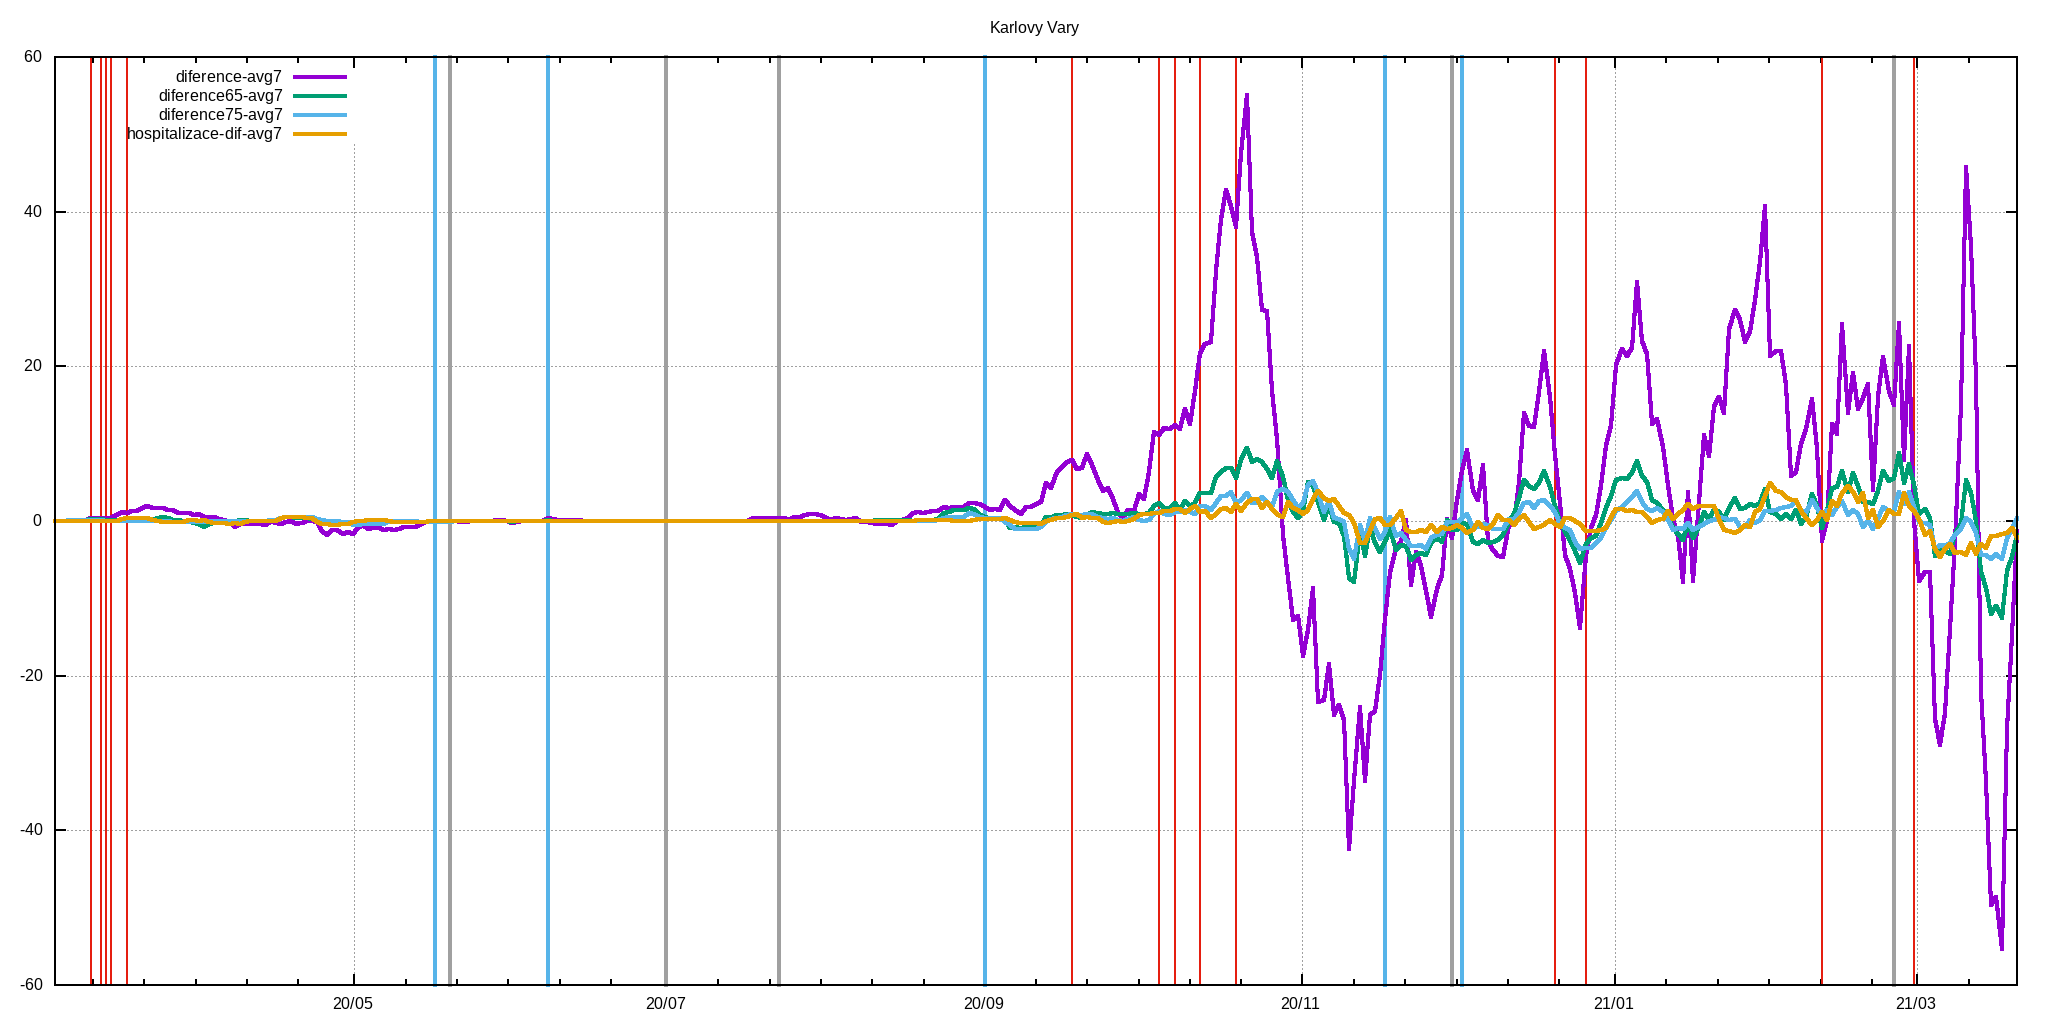 Karlovy Vary
60
40
20
0
-20
-40
-60
diference-avg7
diference65-avg7
diference75-avg7
hospitalizace-dif-avg7
20/05
20/07
20/09
20/11
21/01
21/03